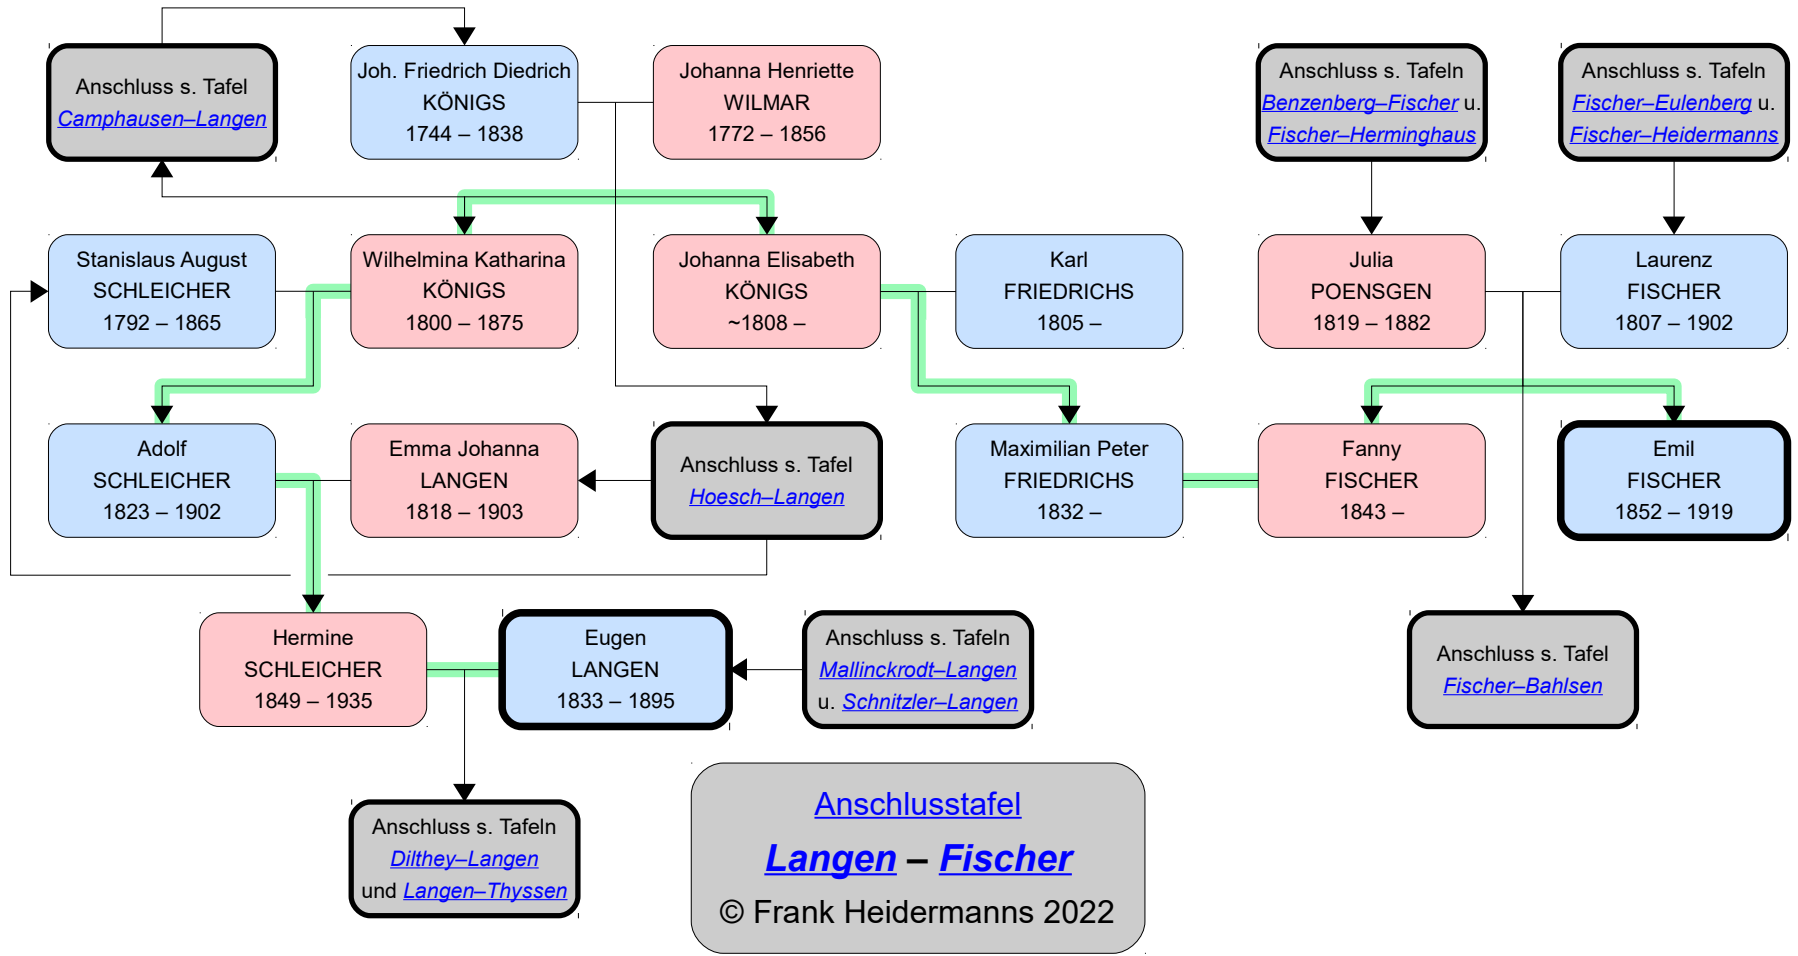 Anschluss s. Tafel
Camphausen–Langen
Joh. Friedrich Diedrich
KÖNIGS
1744 – 1838
Johanna Henriette
WILMAR
1772 – 1856
Anschluss s. Tafeln
Benzenberg–Fischer u.
Fischer–Herminghaus
Anschluss s. Tafeln
Fischer–Eulenberg u.
Fischer–Heidermanns
Stanislaus August
SCHLEICHER
1792 – 1865
Wilhelmina Katharina
KÖNIGS
1800 – 1875
Johanna Elisabeth
KÖNIGS
~1808 –
Karl
FRIEDRICHS
1805 –
Julia
POENSGEN
1819 – 1882
Laurenz
FISCHER
1807 – 1902
Adolf
SCHLEICHER
1823 – 1902
Emma Johanna
LANGEN
1818 – 1903
Anschluss s. Tafel
Hoesch–Langen
Maximilian Peter
FRIEDRICHS
1832 –
Fanny
FISCHER
1843 –
Emil
FISCHER
1852 – 1919
Hermine
SCHLEICHER
1849 – 1935
Eugen
LANGEN
1833 – 1895
Anschluss s. Tafeln
Mallinckrodt–Langen
u. Schnitzler–Langen
Anschluss s. Tafel
Fischer–Bahlsen
Anschluss s. Tafeln
Dilthey–Langen
und Langen–Thyssen
Anschlusstafel
Langen – Fischer
© Frank Heidermanns 2022